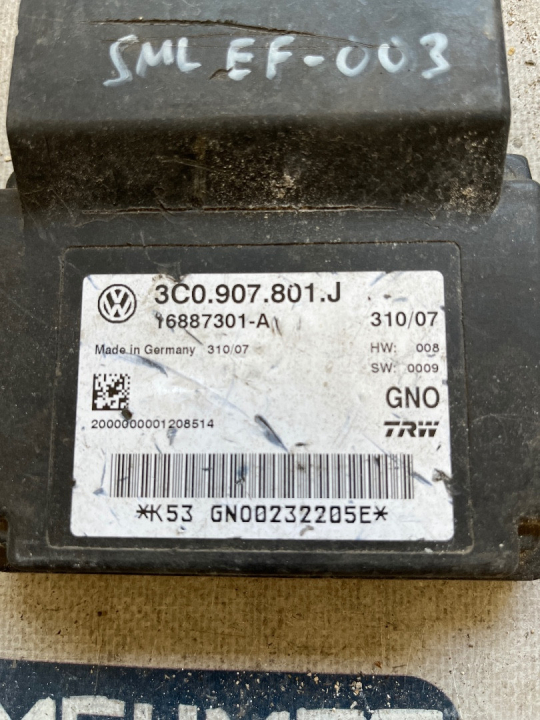 SML EF-003
3C0.907.801.J
16887301-A 310/07
Made in Germany 310/07 HW: 008
SW: 0009
GNO
2000000001208514 TRW
*K53 GNO0232205E*